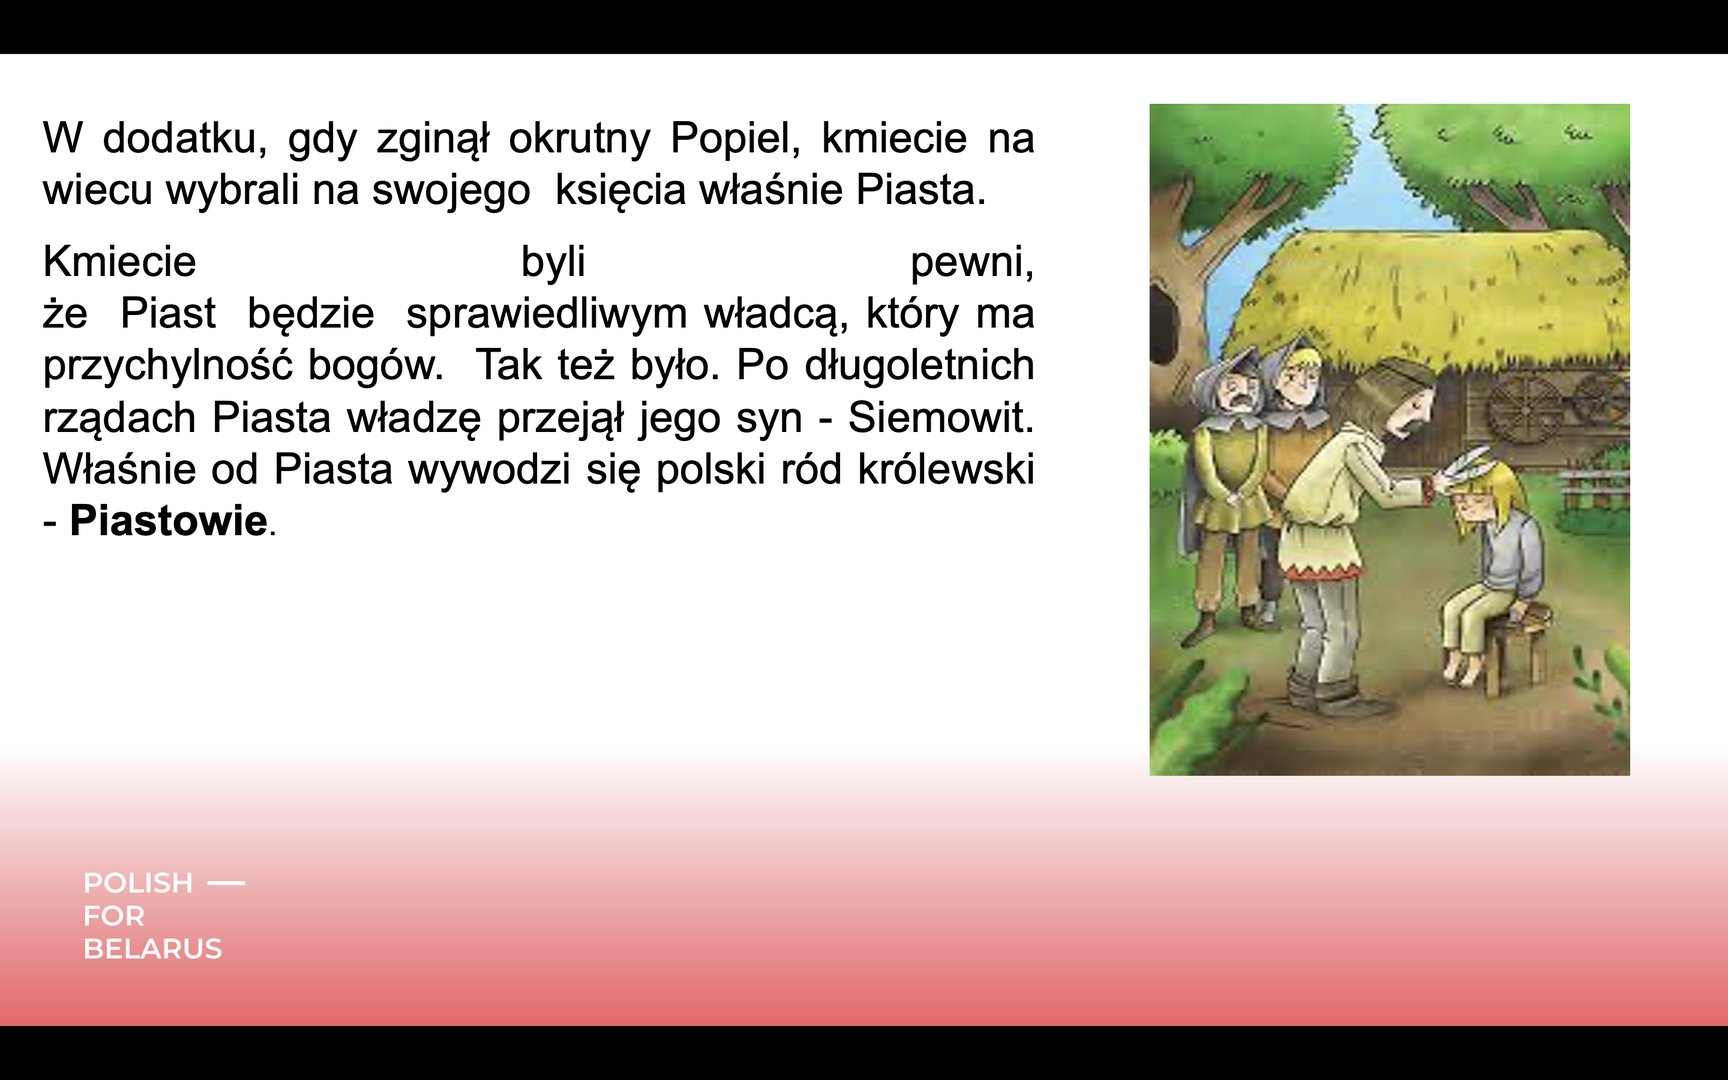 W dodatku, gdy zginął okrutny Popiel, kmiecie na
wiecu wybrali na swojego  księcia właśnie Piasta.
Kmiecie byli pewni,
że Piast będzie sprawiedliwym władcą, który ma
przychylność bogów.  Tak też było. Po długoletnich
rządach Piasta władzę przejął jego syn - Siemowit.
Właśnie od Piasta wywodzi się polski ród królewski
- Piastowie.
POLISH —
FOR
BELARUS